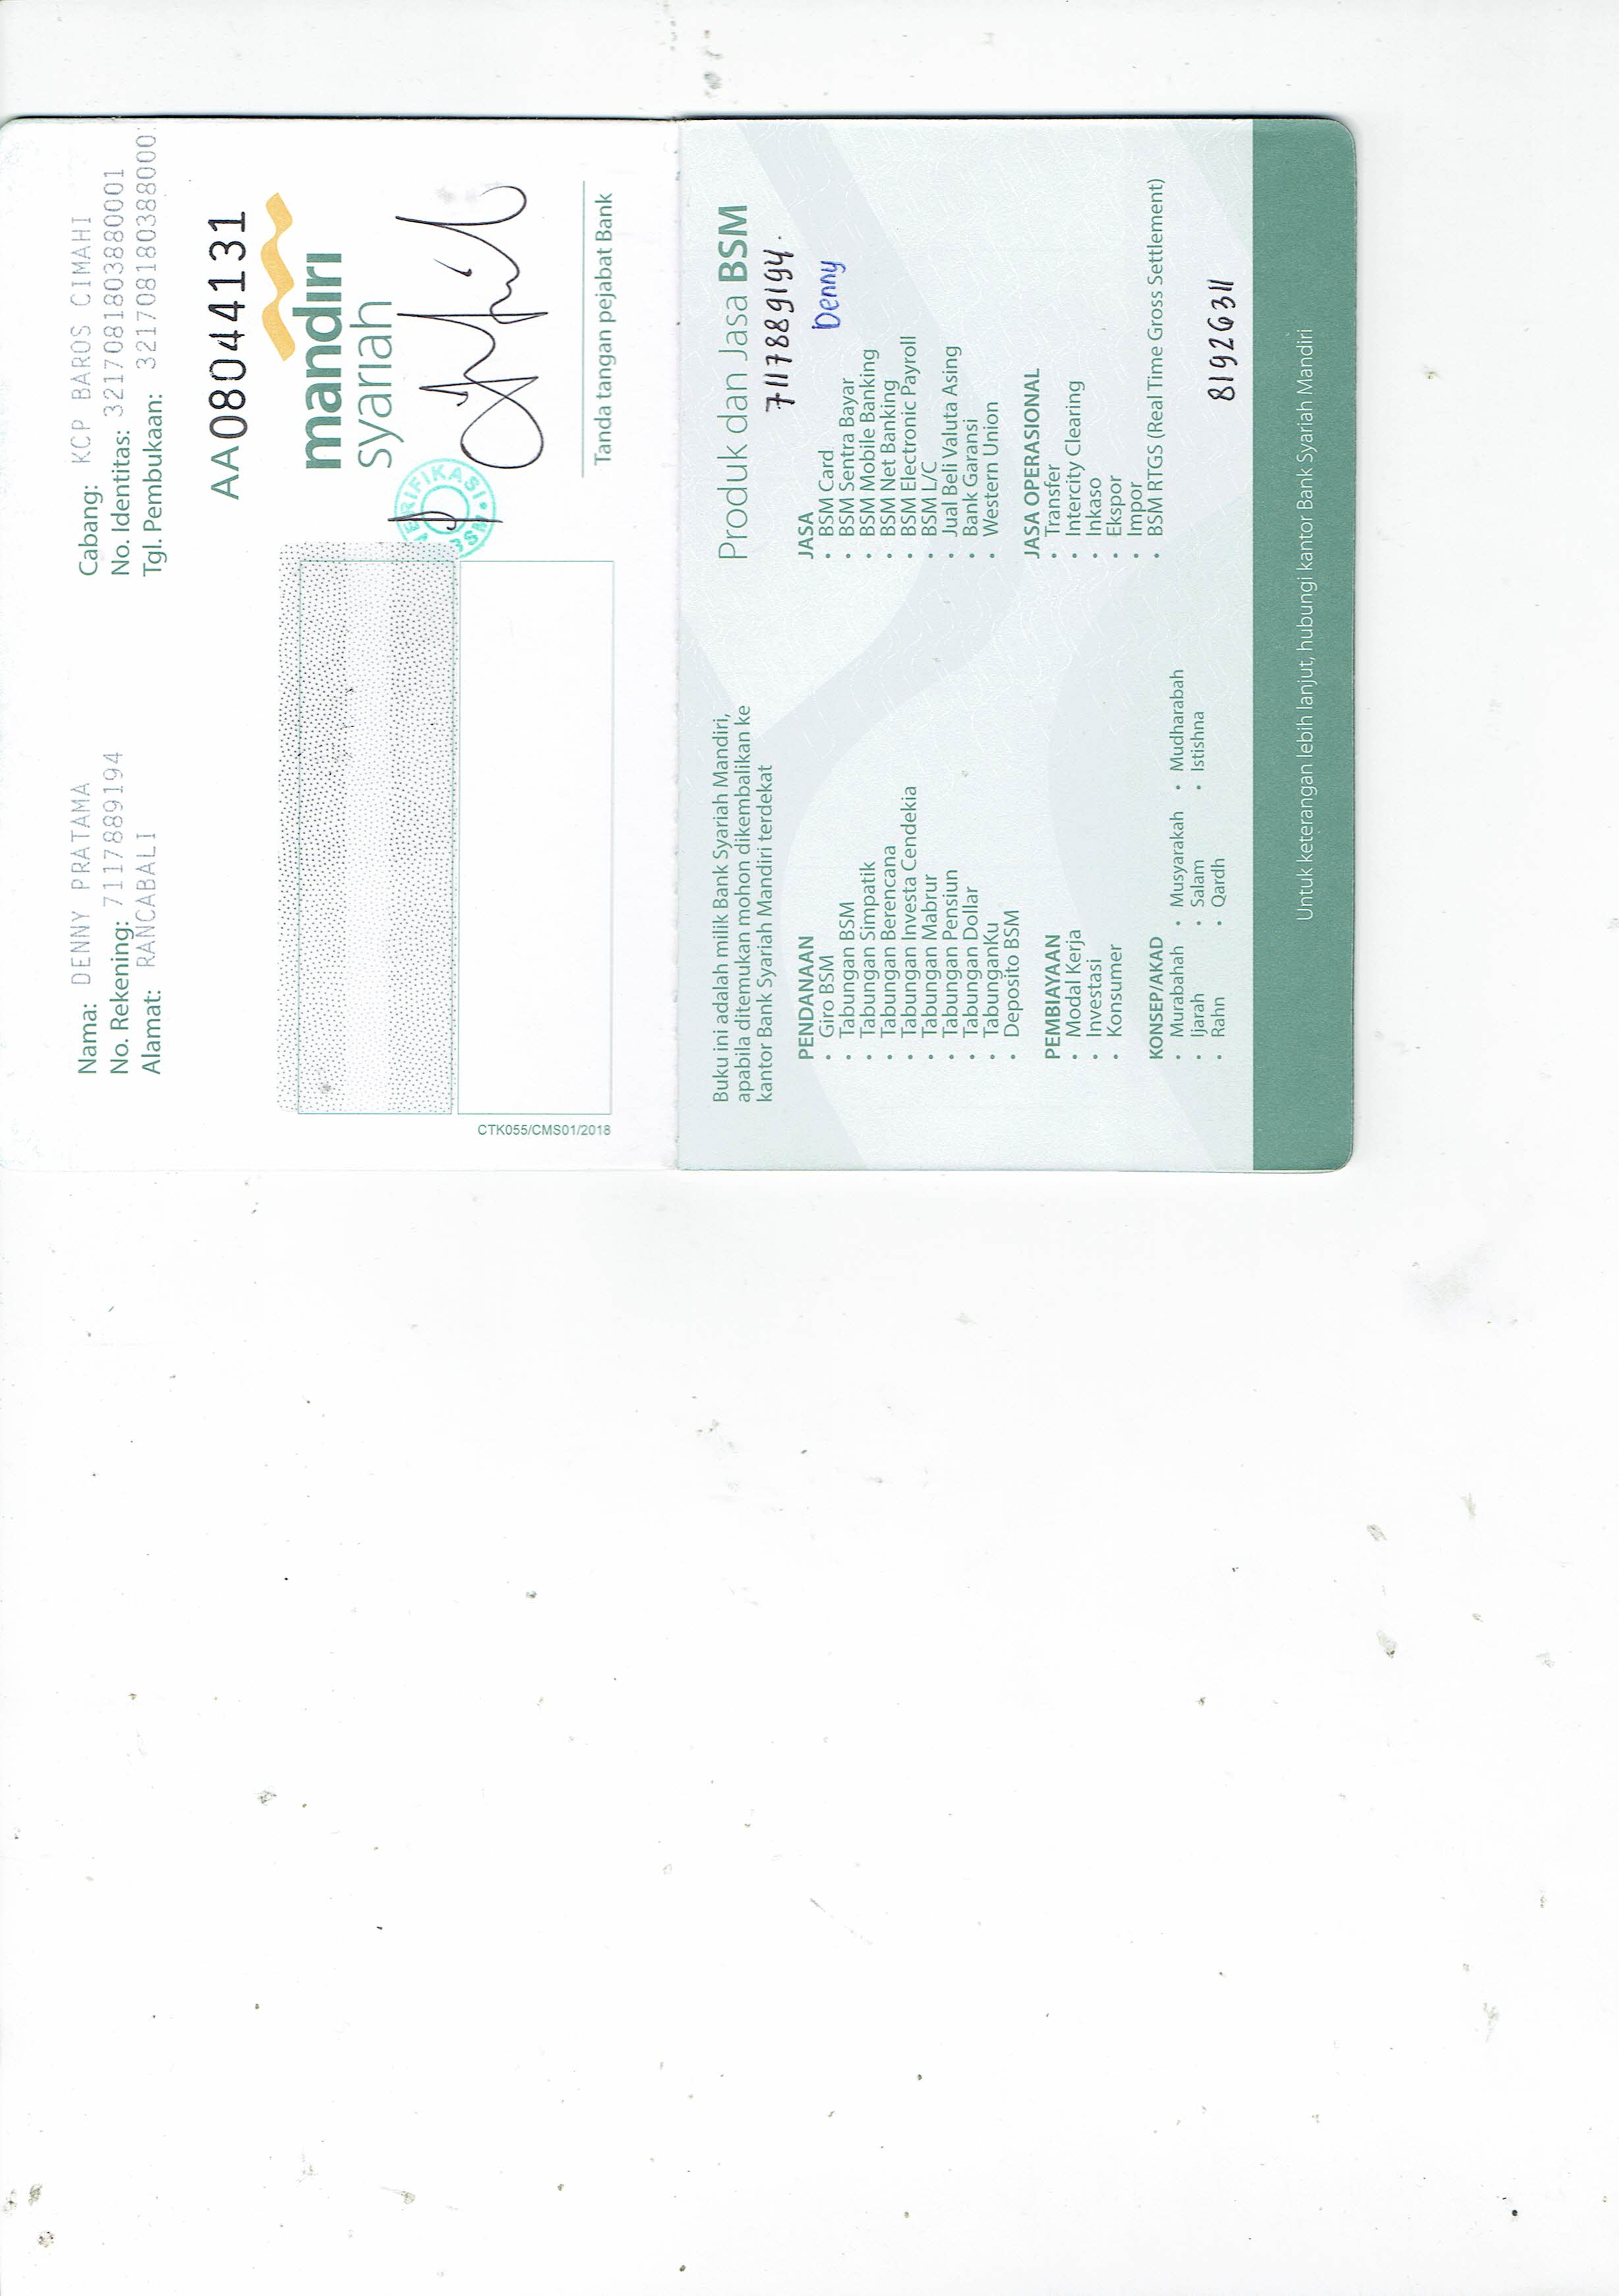 Nama: DENNY PRATAMA
No. Rekening: 7117889194
Alamat: RANCABALI
Cabang: KCP BAROS CIMAHI
No. Identitas: 3217081803880001
Tgl. Pembukaan: 321708180388000
AA08044131
mandiri
syariah
VERIFIKASI
BSM
Tanda tangan pejabat Bank
CTK055/CMS01/2018
Buku ini adalah milik Bank Syariah Mandiri,
apabila ditemukan mohon dikembalikan ke
kantor Bank Syariah Mandiri terdekat
PENDANAAN
• Giro BSM
• Tabungan BSM
• Tabungan Simpatik
• Tabungan Berencana
• Tabungan Investa Cendekia
• Tabungan Mabrur
• Tabungan Pensiun
• Tabungan Dollar
• TabunganKu
• Deposito BSM
PEMBIAYAAN
• Modal Kerja
• Investasi
• Konsumer
KONSEP/AKAD
• Murabahah • Musyarakah • Mudharabah
• Ijarah • Salam • Istishna
• Rahn • Qardh
Produk dan Jasa BSM
7117889194.
Denny
JASA
• BSM Card
• BSM Sentra Bayar
• BSM Mobile Banking
• BSM Net Banking
• BSM Electronic Payroll
• BSM L/C
• Jual Beli Valuta Asing
• Bank Garansi
• Western Union
JASA OPERASIONAL
• Transfer
• Intercity Clearing
• Inkaso
• Ekspor
• Impor
• BSM RTGS (Real Time Gross Settlement)
81926311
Untuk keterangan lebih lanjut, hubungi kantor Bank Syariah Mandiri